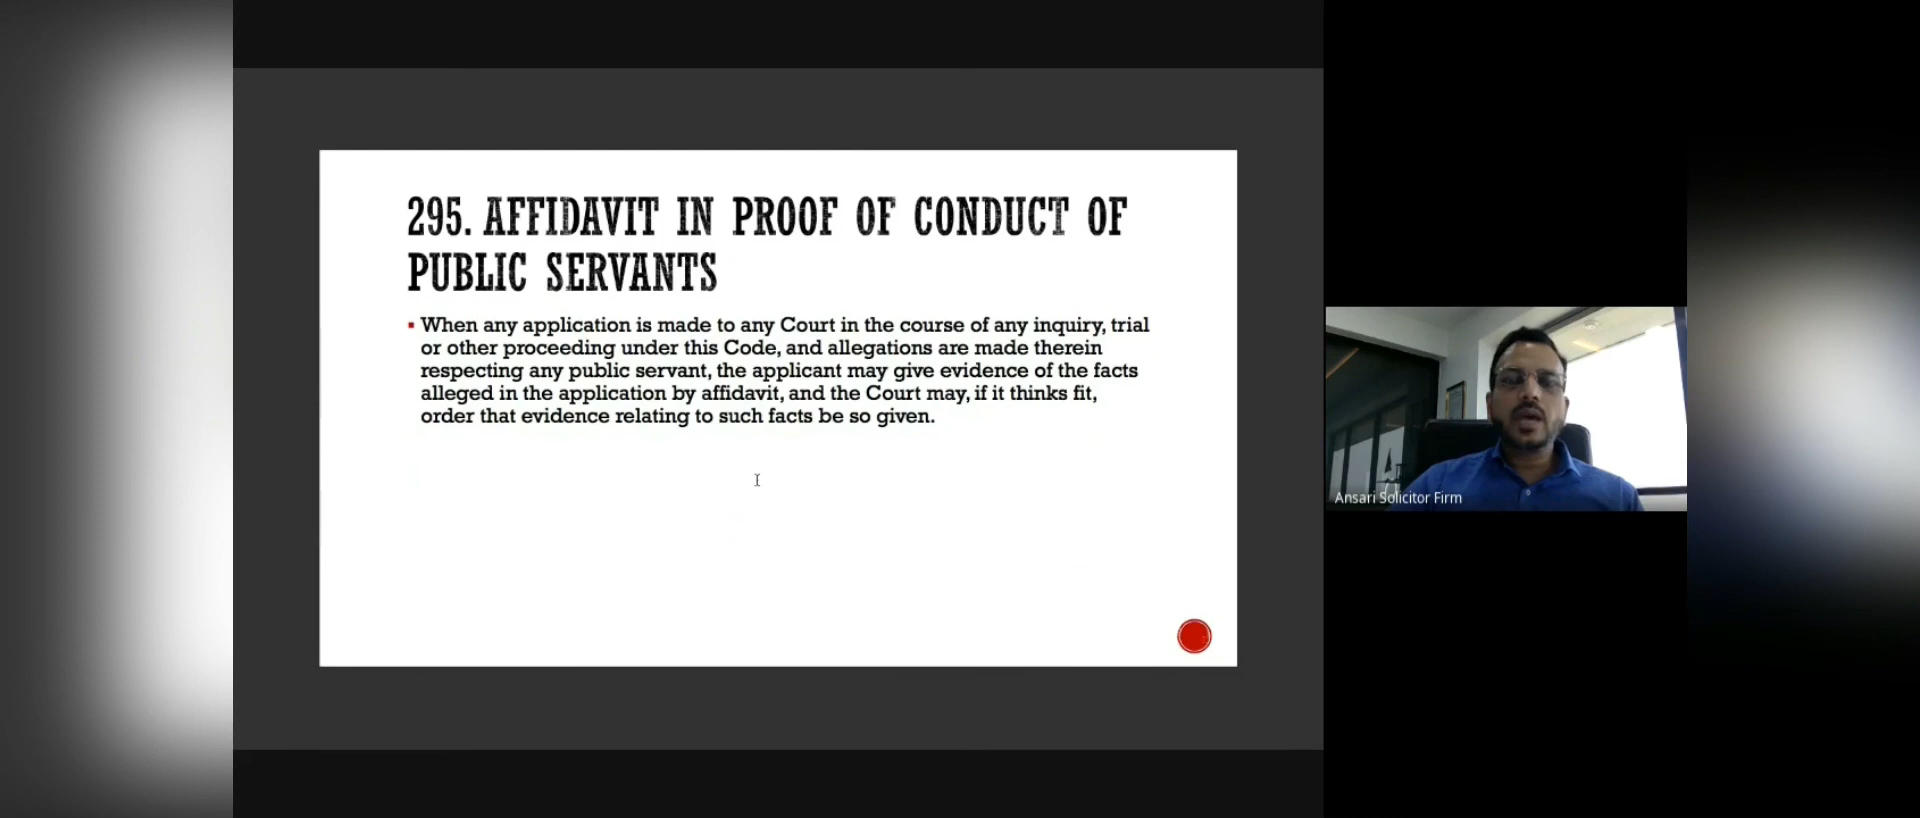 295. AFFIDAVIT IN PROOF OF CONDUCT OF
PUBLIC SERVANTS
▪ When any application is made to any Court in the course of any inquiry, trial
or other proceeding under this Code, and allegations are made therein
respecting any public servant, the applicant may give evidence of the facts
alleged in the application by affidavit, and the Court may, if it thinks fit,
order that evidence relating to such facts be so given.
Ansari Solicitor Firm